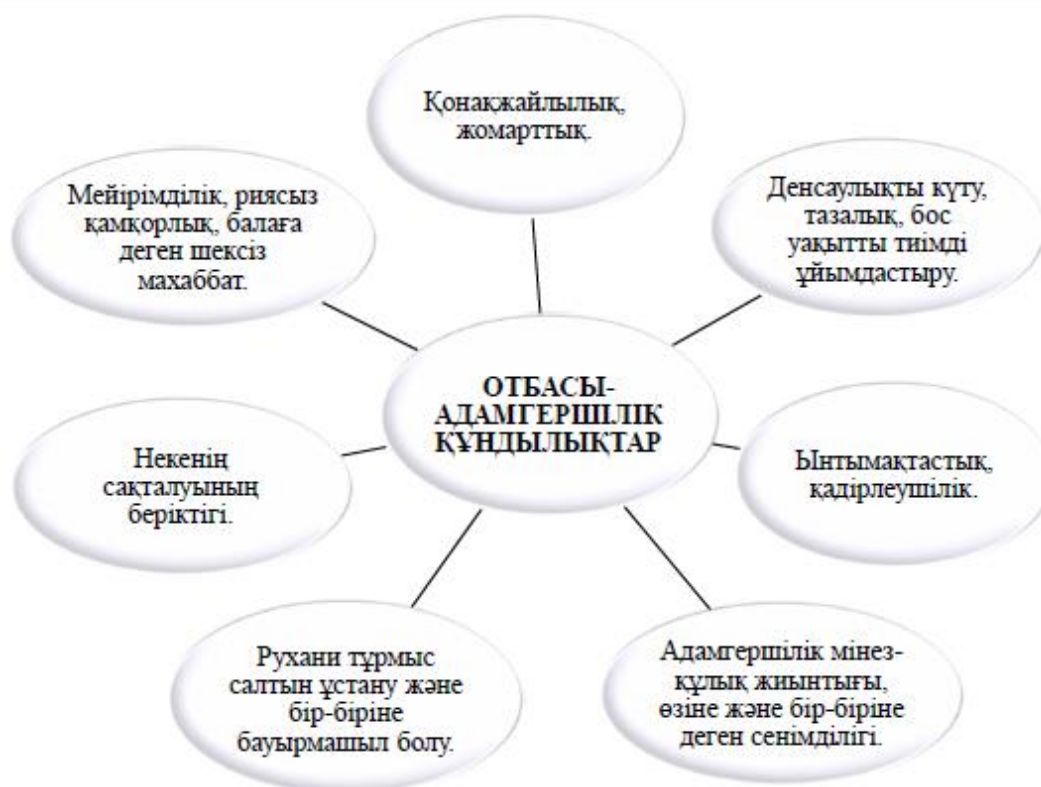 Қонақжайлылық,
жомарттық.
Мейірімділік, риясыз
қамқорлық, балаға
деген шексіз
махаббат.
Денсаулықты күту,
тазалық, бос
уақытты тиімді
ұйымдастыру.
ОТБАСЫ-
АДАМГЕРШІЛІК
ҚҰНДЫЛЫҚТАР
Некенің
сақталуының
беріктігі.
Ынтымақтастық,
қадірлеушілік.
Рухани тұрмыс
салтын ұстану және
бір-біріне
бауырмашыл болу.
Адамгершілік мінез-
құлық жиынтығы,
өзіне және бір-біріне
деген сенімділігі.